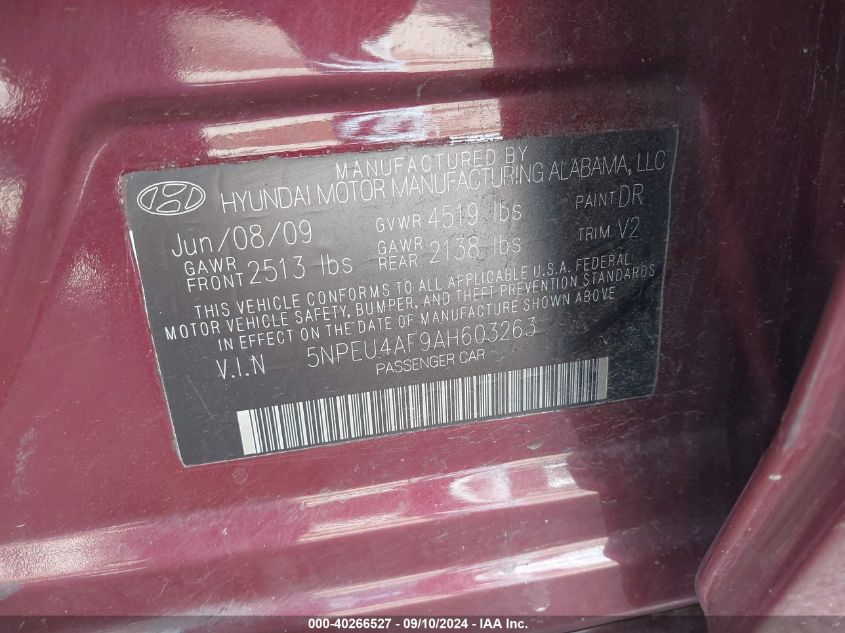 MANUFACTURED BY
HYUNDAI MOTOR MANUFACTURING ALABAMA, LLC
Jun/08/09 GVWR 4519 lbs PAINT DR
GAWR FRONT 2513 lbs GAWR REAR 2138 lbs TRIM V2
THIS VEHICLE CONFORMS TO ALL APPLICABLE U.S.A. FEDERAL
MOTOR VEHICLE SAFETY, BUMPER, AND THEFT PREVENTION STANDARDS
IN EFFECT ON THE DATE OF MANUFACTURE SHOWN ABOVE
V.I.N 5NPEU4AF9AH603263
PASSENGER CAR
000-40266527 - 09/10/2024 - IAA Inc.